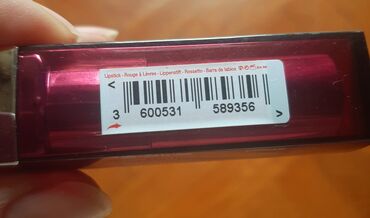 Lipstick - Rouge à Lèvres - Lippenstift - Rossetto - Barra de labios
< 
3 600531 589356 >